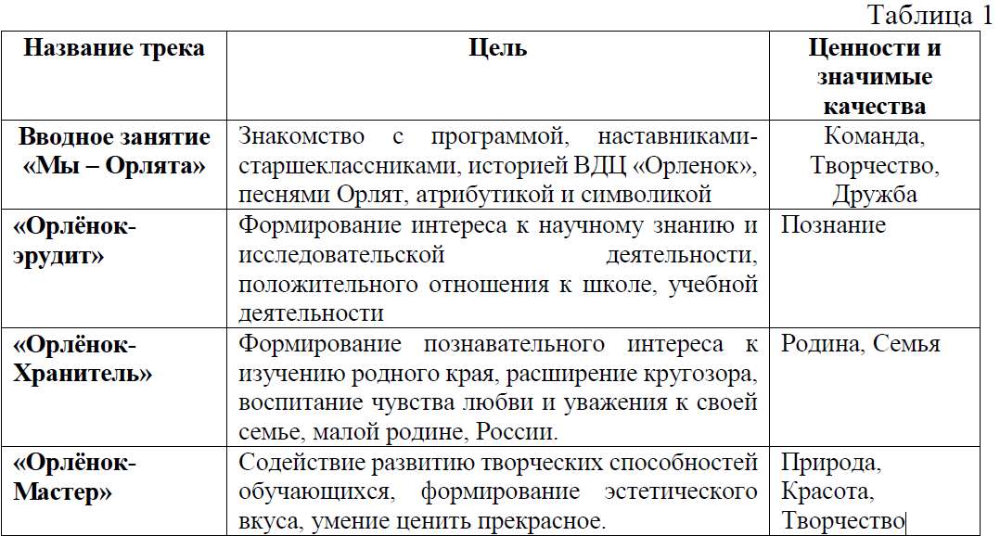 Таблица 1
Название трека
Цель
Ценности и
значимые
качества
Вводное занятие
«Мы – Орлята»
Знакомство с программой, наставниками-
старшеклассниками, историей ВДЦ «Орленок»,
песнями Орлят, атрибутикой и символикой
Команда,
Творчество,
Дружба
«Орлёнок-
эрудит»
Формирование интереса к научному знанию и
исследовательской деятельности,
положительного отношения к школе, учебной
деятельности
Познание
«Орлёнок-
Хранитель»
Формирование познавательного интереса к
изучению родного края, расширение кругозора,
воспитание чувства любви и уважения к своей
семье, малой родине, России.
Родина, Семья
«Орлёнок-
Мастер»
Содействие развитию творческих способностей
обучающихся, формирование эстетического
вкуса, умение ценить прекрасное.
Природа,
Красота,
Творчество